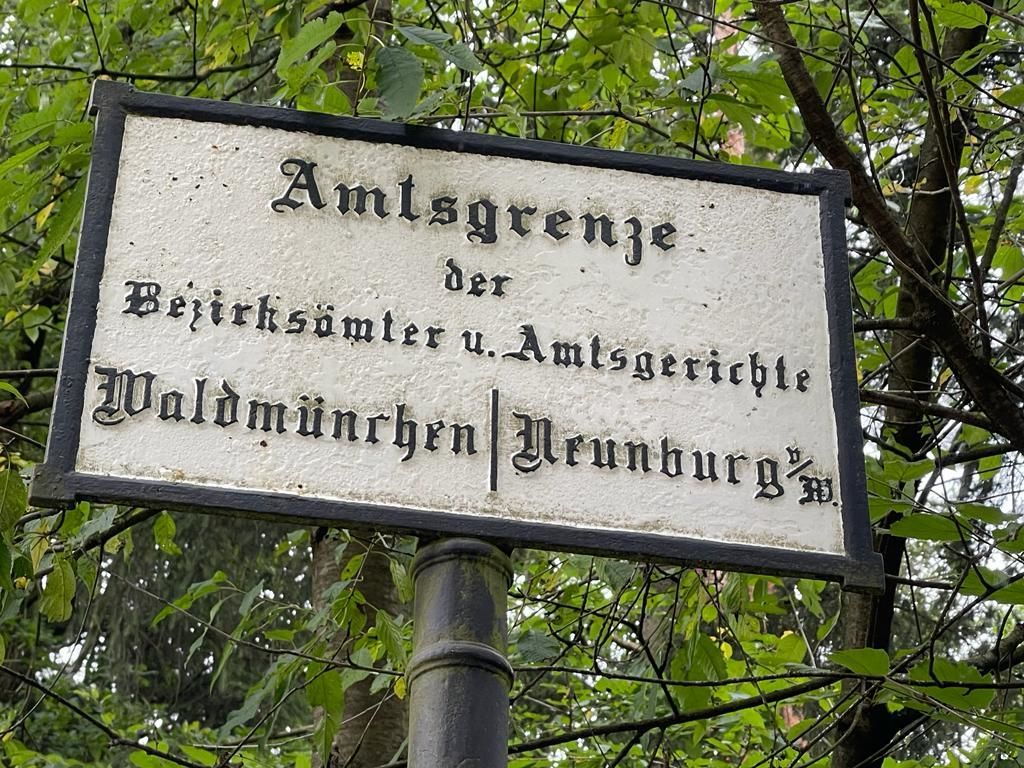 Amtsgrenze
der
Bezirksämter u. Amtsgerichte
Waldmünchen | Neunburg v/W.